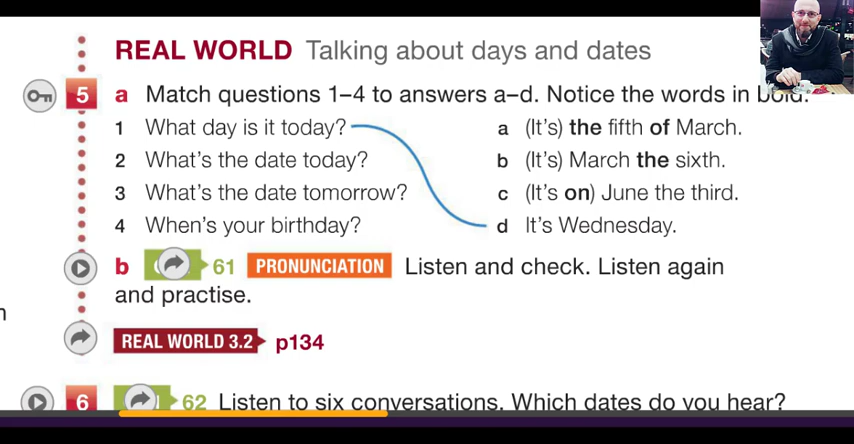 REAL WORLD Talking about days and dates
5 a Match questions 1–4 to answers a–d. Notice the words in bold.
1 What day is it today?
a (It's) the fifth of March.
2 What's the date today?
b (It's) March the sixth.
3 What's the date tomorrow?
c (It's on) June the third.
4 When's your birthday?
d It's Wednesday.
b 61 PRONUNCIATION Listen and check. Listen again
and practise.
REAL WORLD 3.2 p134
6 62 Listen to six conversations. Which dates do you hear?